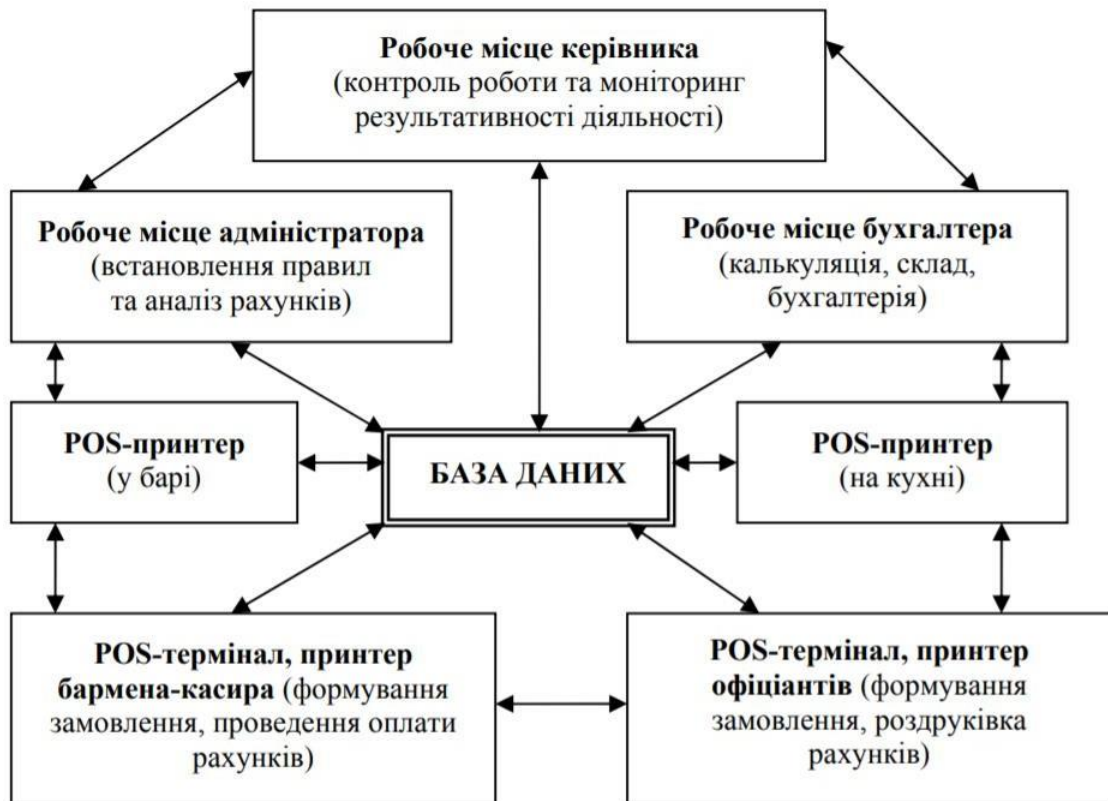 Робоче місце керівника
(контроль роботи та моніторинг
результативності діяльності)
Робоче місце адміністратора
(встановлення правил
та аналіз рахунків)
Робоче місце бухгалтера
(калькуляція, склад,
бухгалтерія)
POS-принтер
(у барі)
БАЗА ДАНИХ
POS-принтер
(на кухні)
POS-термінал, принтер
бармена-касира (формування
замовлення, проведення оплати
рахунків)
POS-термінал, принтер
офіціантів (формування
замовлення, роздруківка
рахунків)